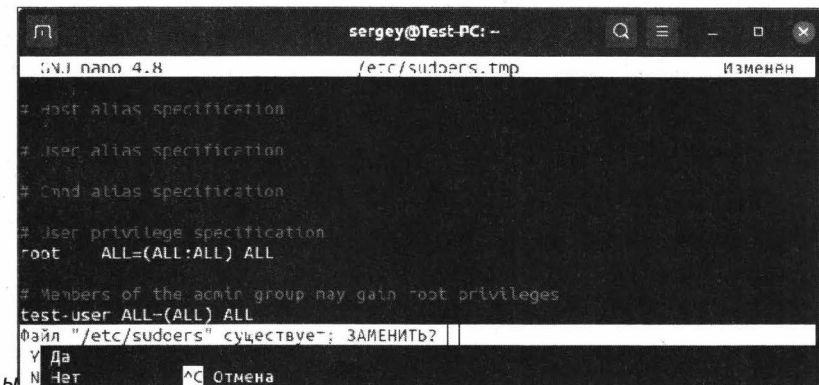 sergey@Test-PC: ~
GNU nano 4.8 /etc/sudoers.tmp Изменён
# Host alias specification
# User alias specification
# Cmnd alias specification
# User privilege specification
root ALL=(ALL:ALL) ALL
# Members of the admin group may gain root privileges
test-user ALL=(ALL) ALL
Файл "/etc/sudoers" существует; ЗАМЕНИТЬ?
Y Да
N Нет ^C Отмена